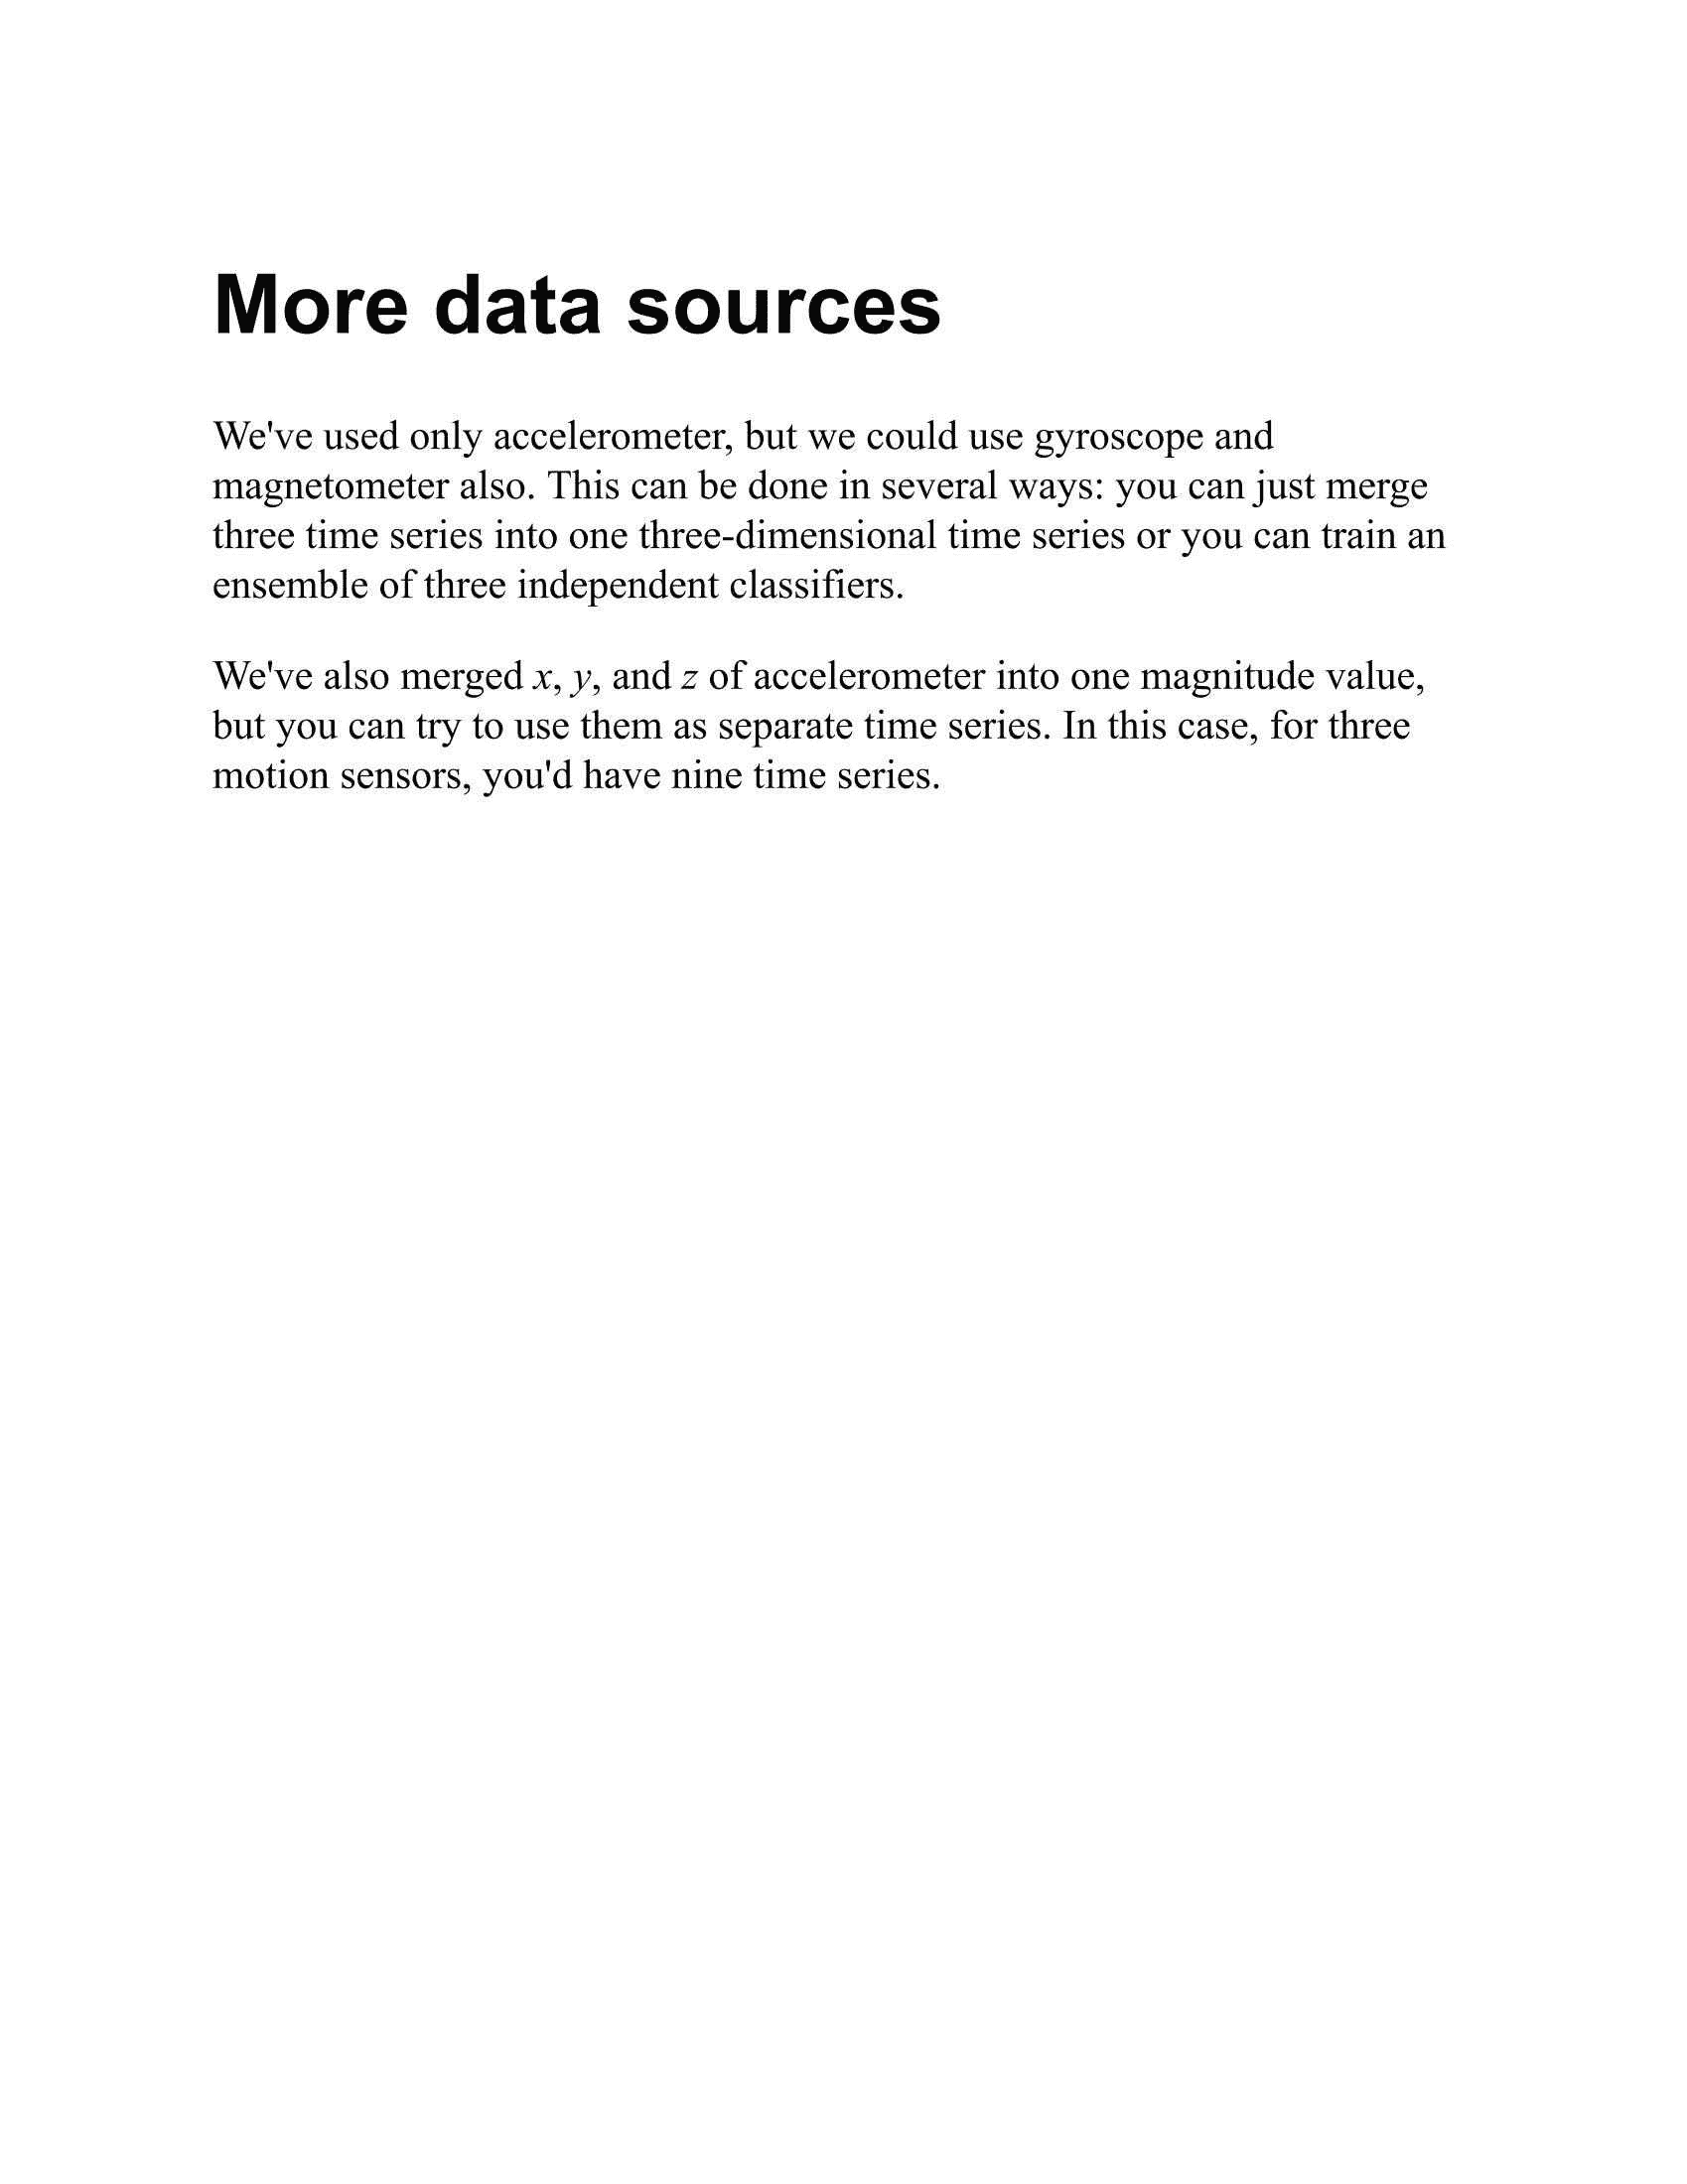 More data sources
We've used only accelerometer, but we could use gyroscope and
magnetometer also. This can be done in several ways: you can just merge
three time series into one three-dimensional time series or you can train an
ensemble of three independent classifiers.
We've also merged x, y, and z of accelerometer into one magnitude value,
but you can try to use them as separate time series. In this case, for three
motion sensors, you'd have nine time series.